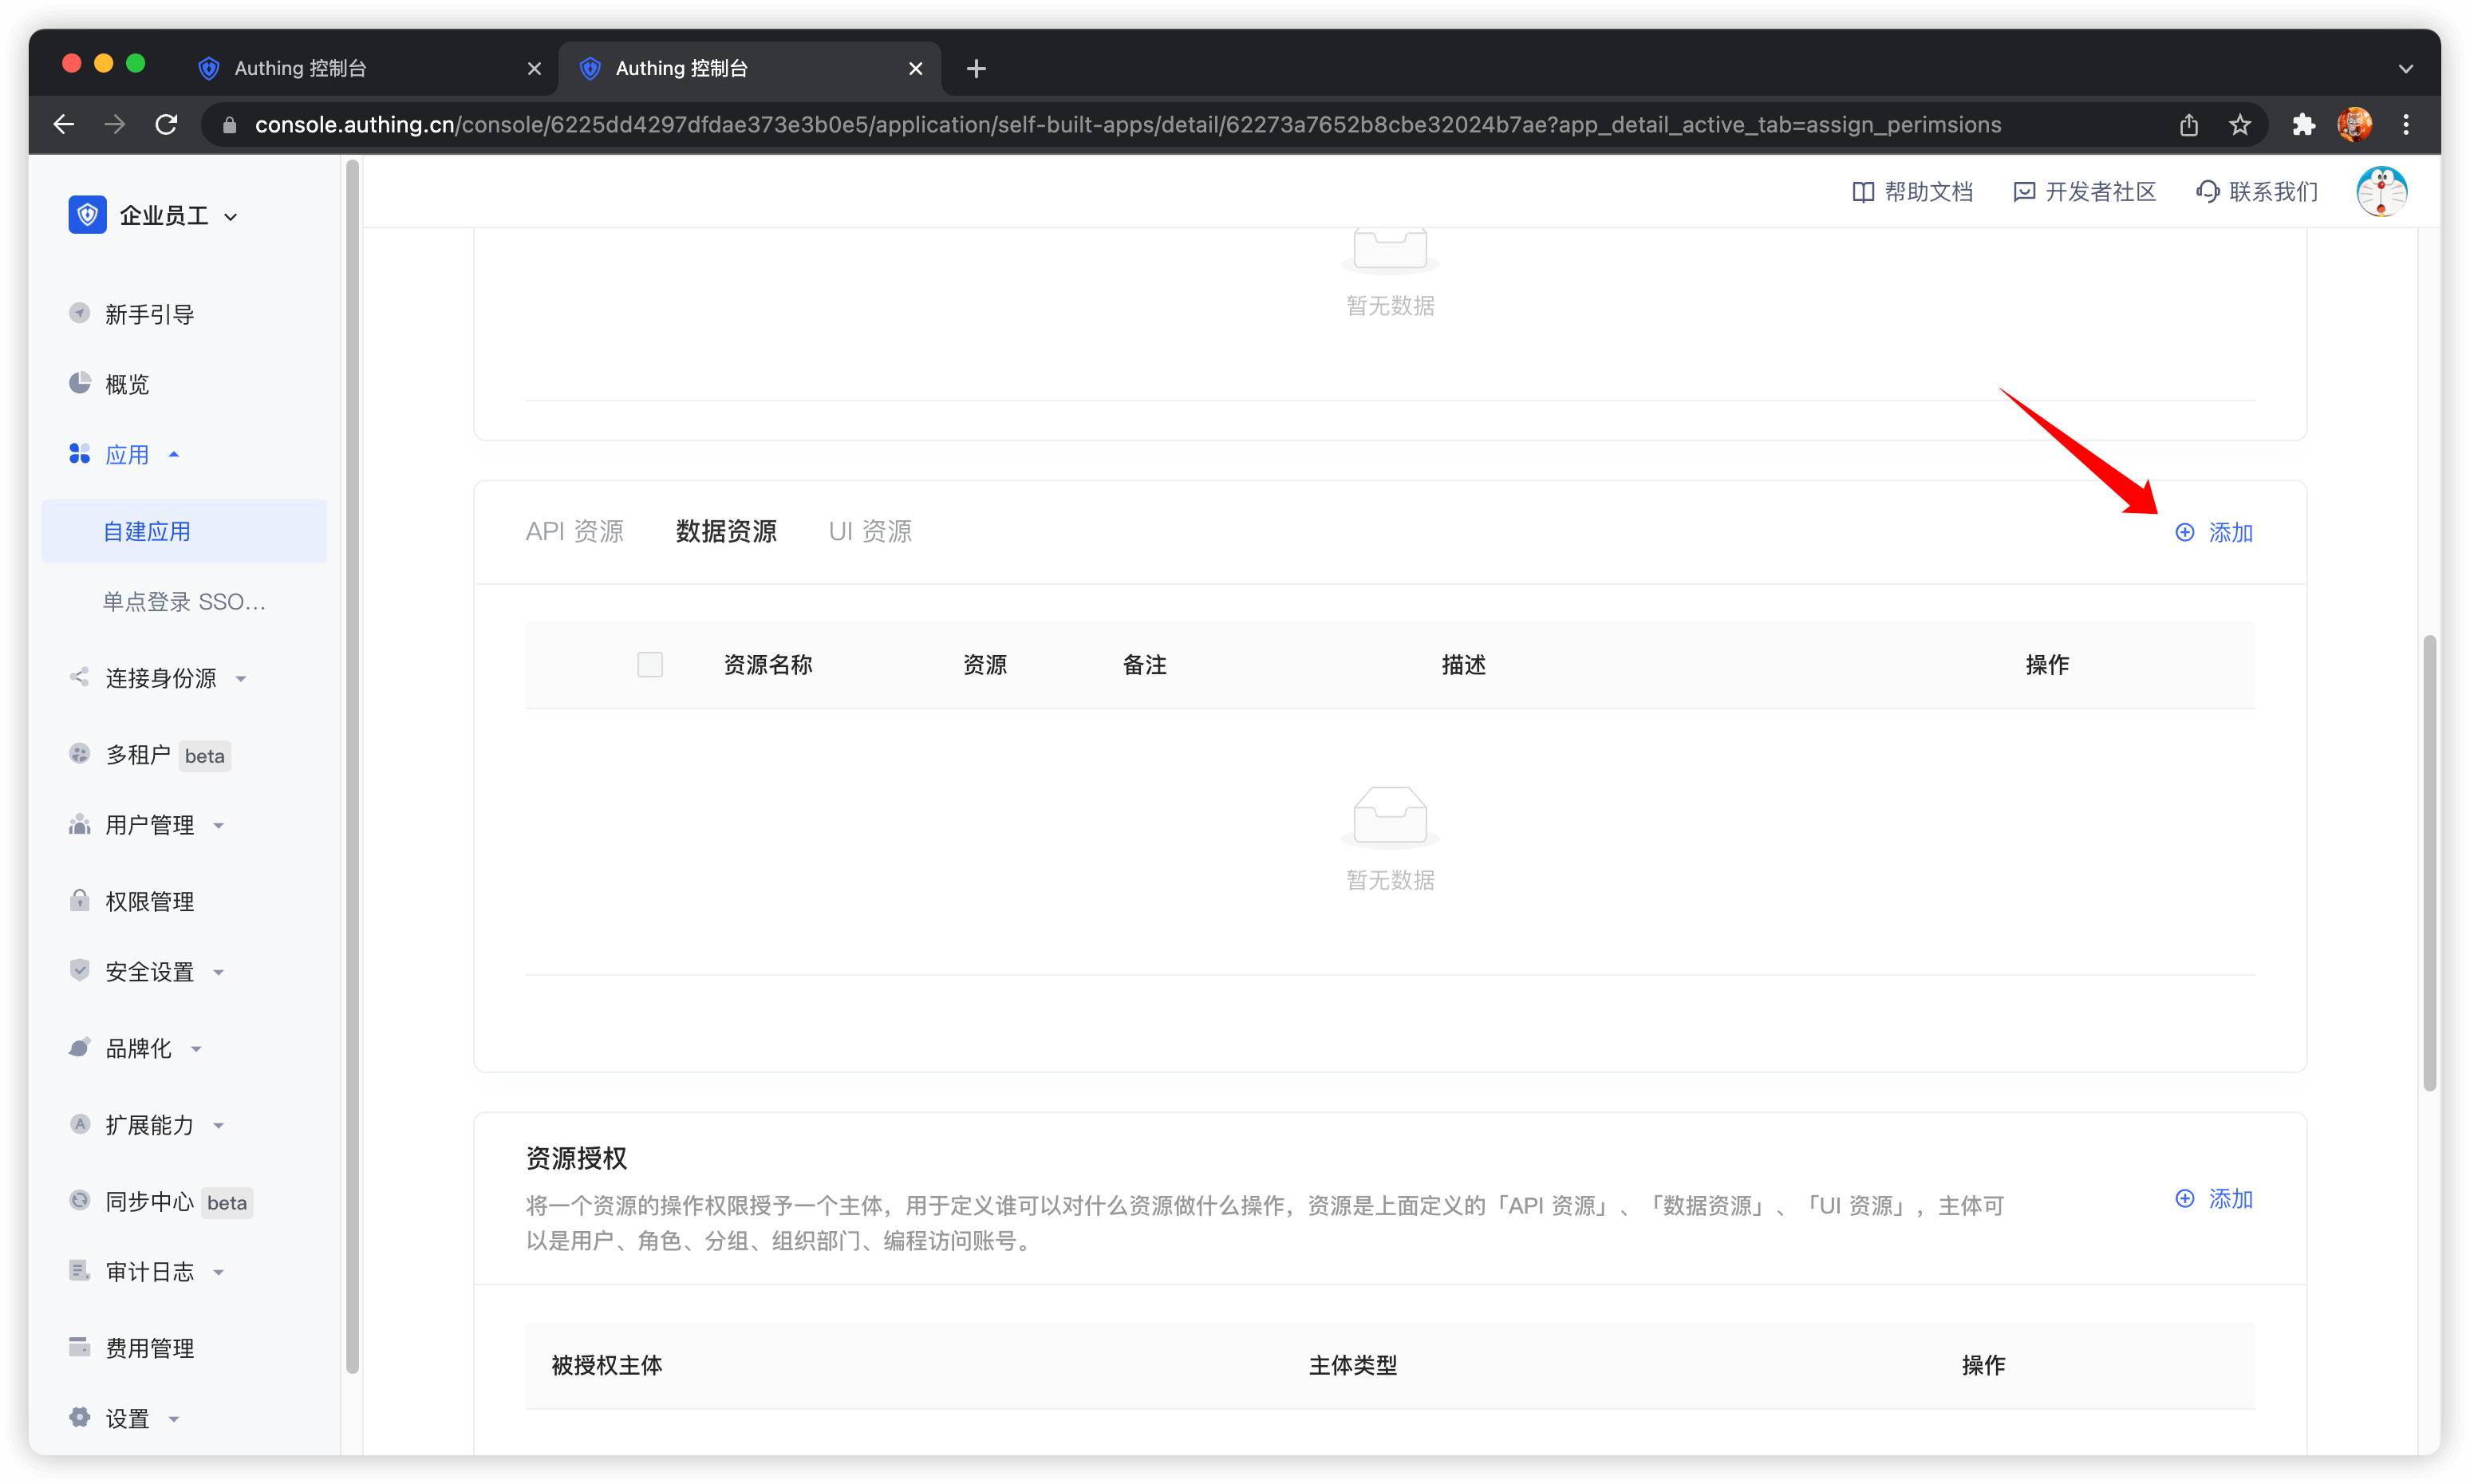 Authing 控制台
Authing 控制台
console.authing.cn/console/6225dd4297dfdae373e3b0e5/application/self-built-apps/detail/62273a7652b8cbe32024b7ae?app_detail_active_tab=assign_perimsions
企业员工
帮助文档
开发者社区
联系我们
新手引导
概览
应用
自建应用
单点登录 SSO...
连接身份源
多租户 beta
用户管理
权限管理
安全设置
品牌化
扩展能力
同步中心 beta
审计日志
费用管理
设置
暂无数据
API 资源 数据资源 UI 资源
添加
资源名称 资源 备注 描述 操作
暂无数据
资源授权
将一个资源的操作权限授予一个主体，用于定义谁可以对什么资源做什么操作，资源是上面定义的「API 资源」、「数据资源」、「UI 资源」，主体可
以是用户、角色、分组、组织部门、编程访问账号。
添加
被授权主体 主体类型 操作